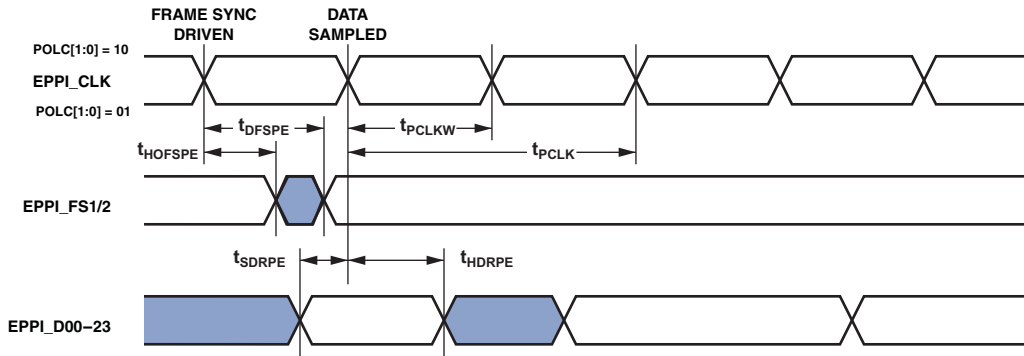 FRAME SYNC
DRIVEN
DATA
SAMPLED
POLC[1:0] = 10
EPPI_CLK
POLC[1:0] = 01
tDFSPE
tPCLKW
tHOFSPE
tPCLK
EPPI_FS1/2
tSDRPE
tHDRPE
EPPI_D00–23